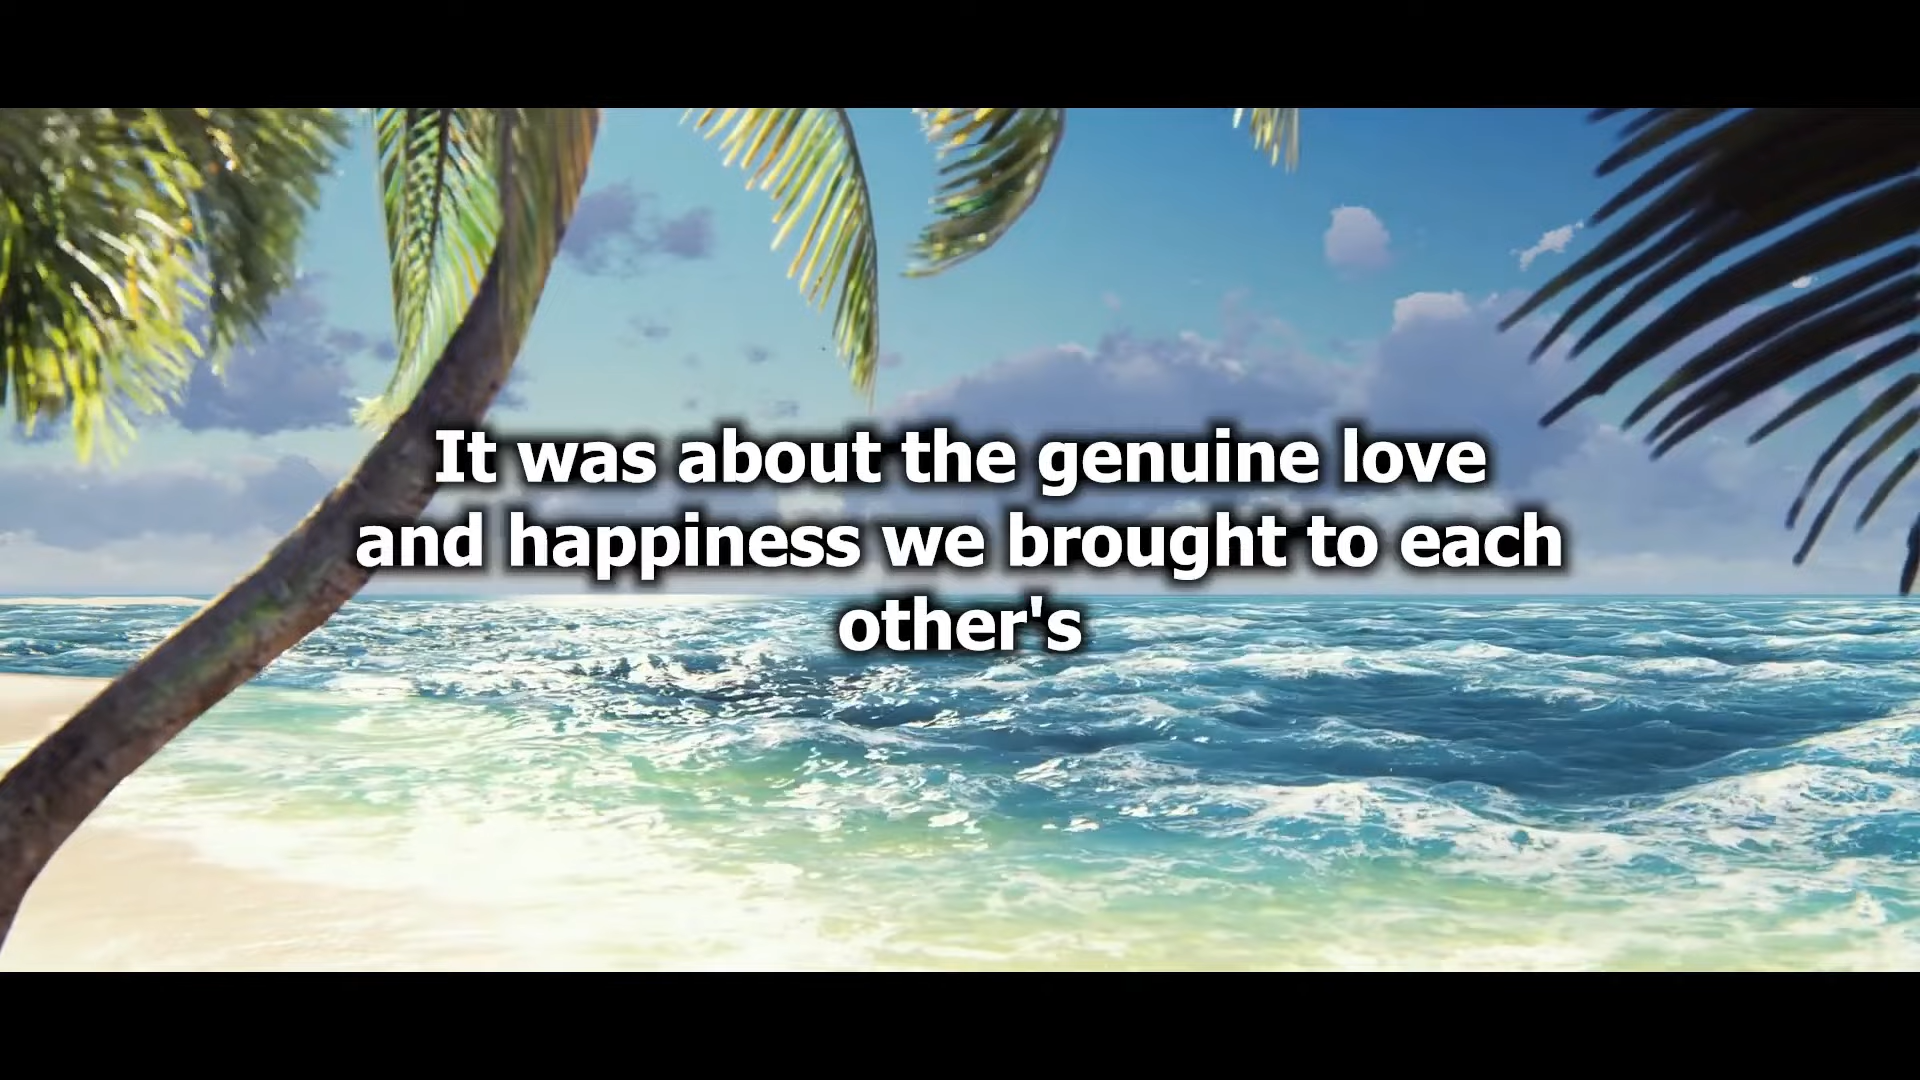 It was about the genuine love
and happiness we brought to each
other's